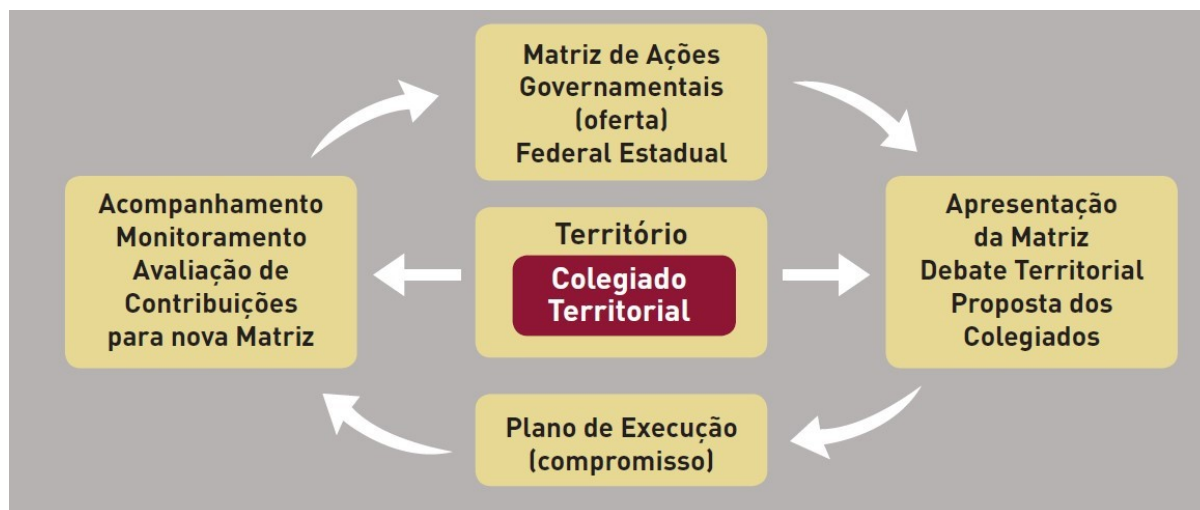 Matriz de Ações
Governamentais
(oferta)
Federal Estadual
Acompanhamento
Monitoramento
Avaliação de
Contribuições
para nova Matriz
Território
Colegiado
Territorial
Apresentação
da Matriz
Debate Territorial
Proposta dos
Colegiados
Plano de Execução
(compromisso)